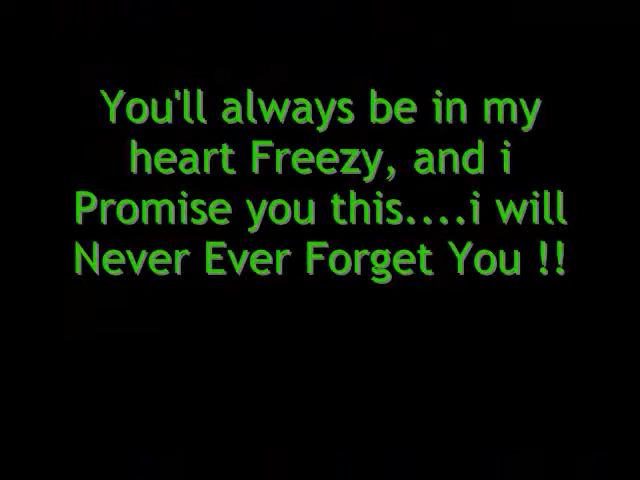 You'll always be in my
heart Freezy, and i
Promise you this....i will
Never Ever Forget You !!